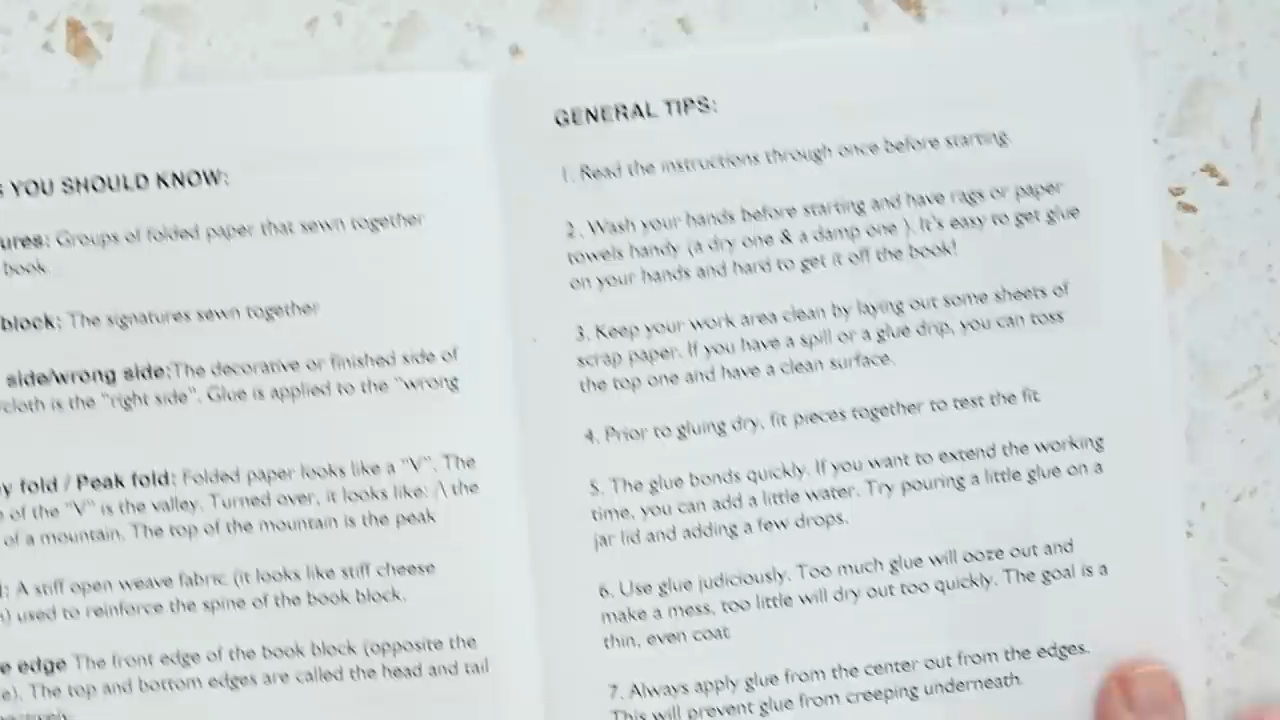 YOU SHOULD KNOW:
ures: Groups of folded paper that sewn together
book.
block: The signatures sewn together
side/wrong side:The decorative or finished side of
cloth is the "right side". Glue is applied to the "wrong
y fold / Peak fold: Folded paper looks like a "V". The
of the "V" is the valley. Turned over, it looks like: /\ the
of a mountain. The top of the mountain is the peak
: A stiff open weave fabric (it looks like stiff cheese
) used to reinforce the spine of the book block.
e edge The front edge of the book block (opposite the
e). The top and bottom edges are called the head and tail
GENERAL TIPS:
1. Read the instructions through once before starting.
2. Wash your hands before starting and have rags or paper
towels handy (a dry one & a damp one ). It's easy to get glue
on your hands and hard to get it off the book!
3. Keep your work area clean by laying out some sheets of
scrap paper. If you have a spill or a glue drip, you can toss
the top one and have a clean surface.
4. Prior to gluing dry, fit pieces together to test the fit
5. The glue bonds quickly. If you want to extend the working
time, you can add a little water. Try pouring a little glue on a
jar lid and adding a few drops.
6. Use glue judiciously. Too much glue will ooze out and
make a mess, too little will dry out too quickly. The goal is a
thin, even coat
7. Always apply glue from the center out from the edges.
This will prevent glue from creeping underneath.